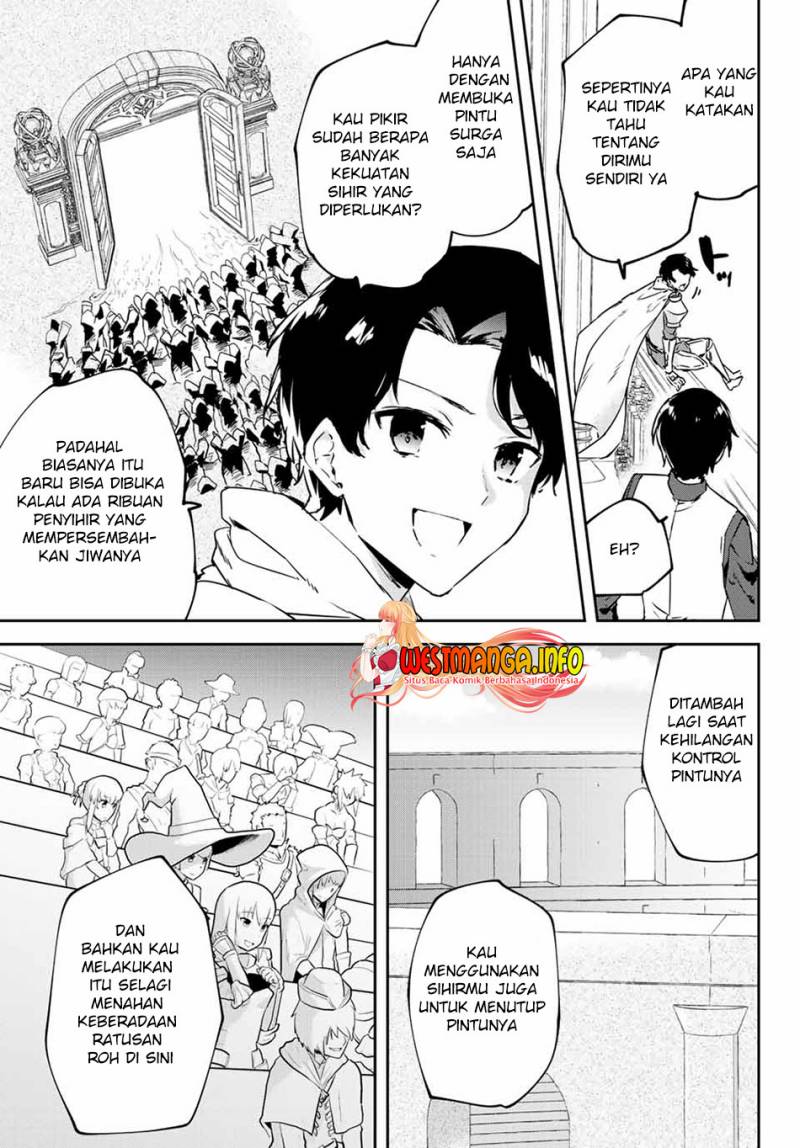 APA YANG
KAU
KATAKAN
SEPERTINYA
KAU TIDAK
TAHU
TENTANG
DIRIMU
SENDIRI YA
EH?
HANYA
DENGAN
MEMBUKA
PINTU
SURGA
SAJA
KAU PIKIR
SUDAH BERAPA
BANYAK
KEKUATAN
SIHIR YANG
DIPERLUKAN?
PADAHAL
BIASANYA ITU
BARU BISA DIBUKA
KALAU ADA RIBUAN
PENYIHIR YANG
MEMPERSEMBAH-
KAN JIWANYA
WESTMANGA.INFO
Situs Baca Komik Berbahasa Indonesia
DITAMBAH
LAGI SAAT
KEHILANGAN
KONTROL
PINTUNYA
KAU
MENGGUNAKAN
SIHIRMU JUGA
UNTUK MENUTUP
PINTUNYA
DAN
BAHKAN KAU
MELAKUKAN
ITU SELAGI
MENAHAN
KEBERADAAN
RATUSAN
ROH DI SINI